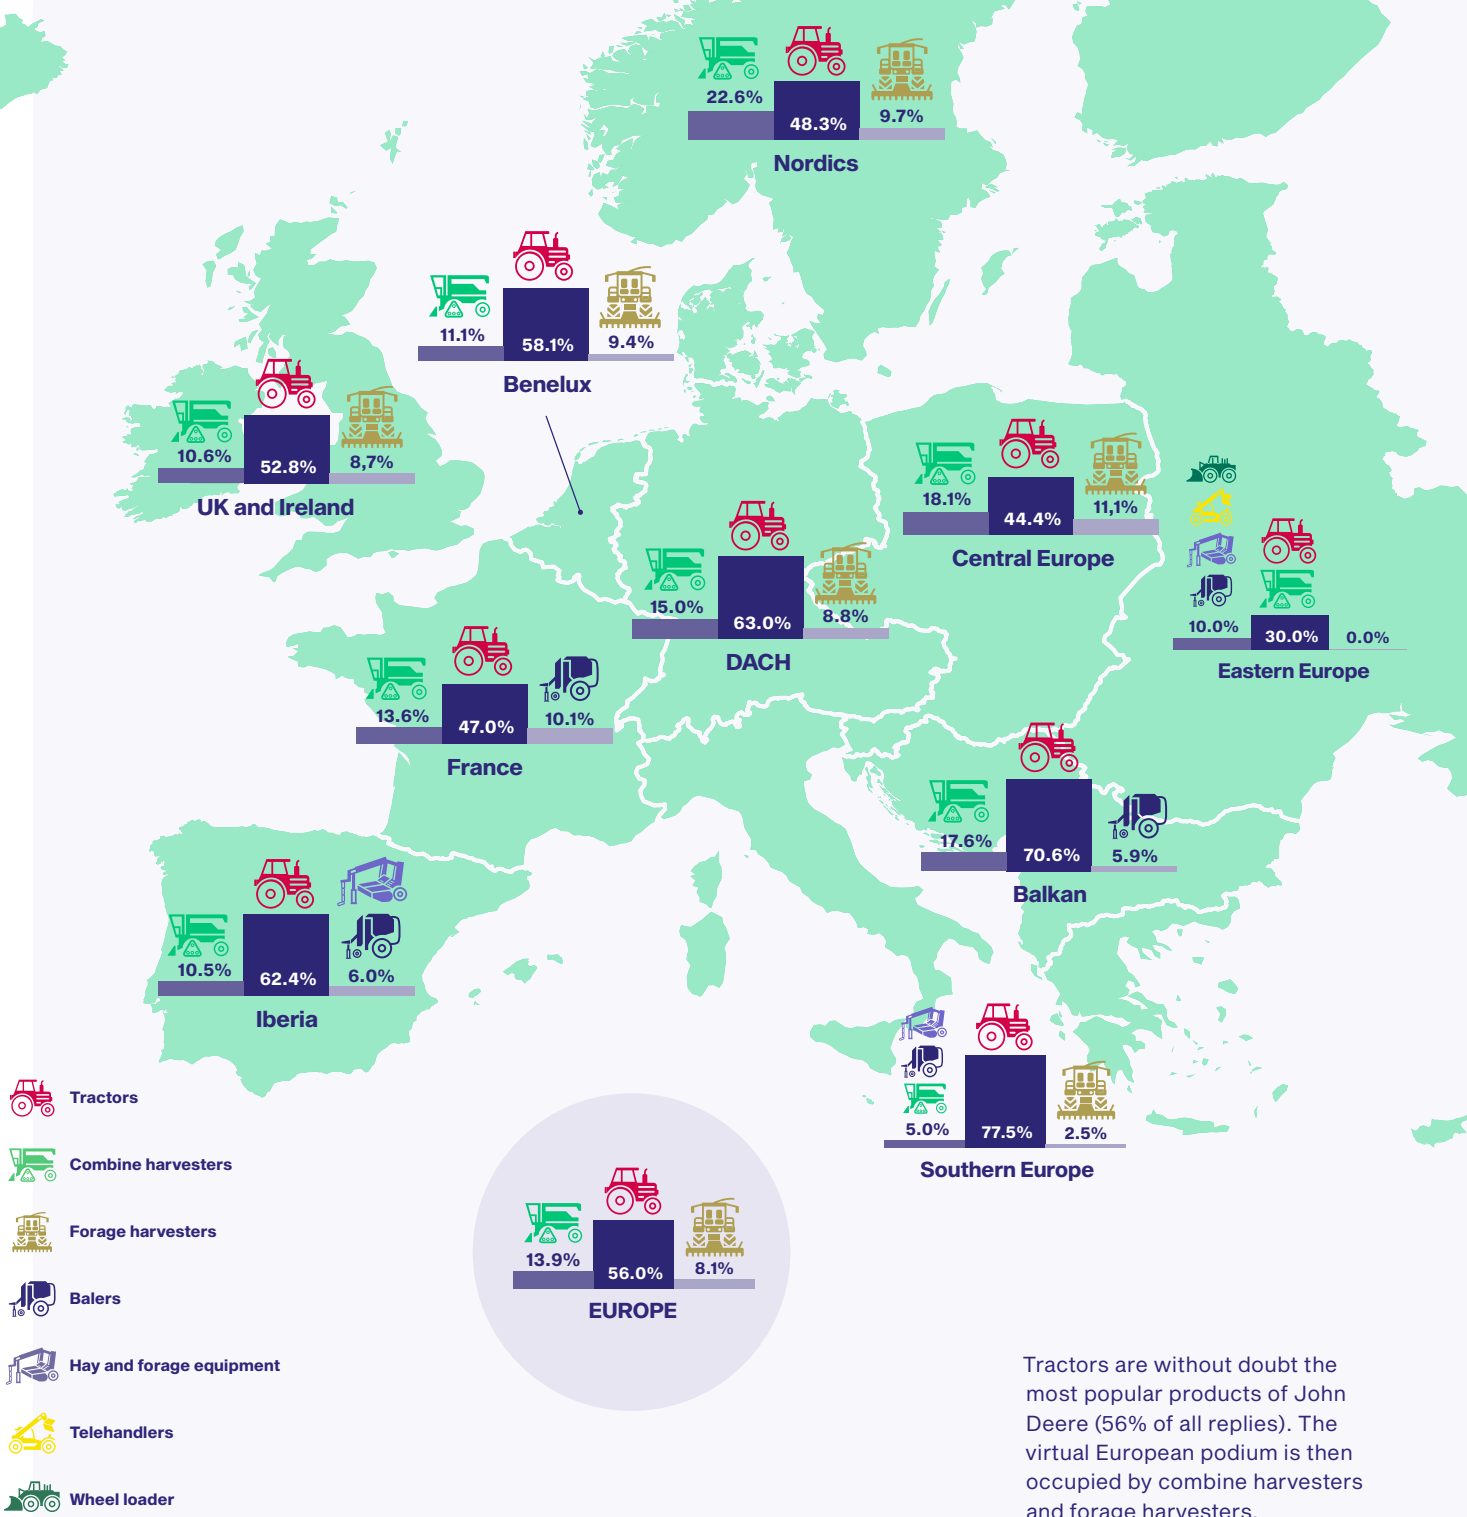 22.6%
48.3%
9.7%
Nordics
11.1%
58.1%
9.4%
Benelux
10.6%
52.8%
8,7%
UK and Ireland
18.1%
44.4%
11,1%
Central Europe
15.0%
63.0%
8.8%
DACH
10.0%
30.0%
0.0%
Eastern Europe
13.6%
47.0%
10.1%
France
17.6%
70.6%
5.9%
Balkan
10.5%
62.4%
6.0%
Iberia
5.0%
77.5%
2.5%
Southern Europe
13.9%
56.0%
8.1%
EUROPE
Tractors
Combine harvesters
Forage harvesters
Balers
Hay and forage equipment
Telehandlers
Wheel loader
Tractors are without doubt the
most popular products of John
Deere (56% of all replies). The
virtual European podium is then
occupied by combine harvesters
and forage harvesters.